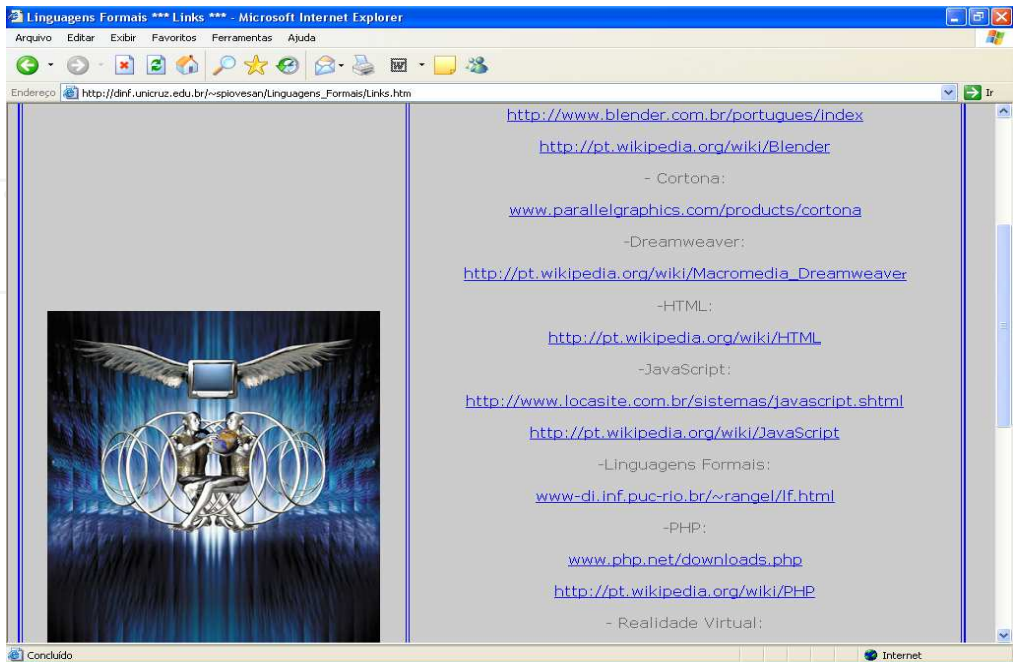 Linguagens Formais *** Links *** - Microsoft Internet Explorer
Arquivo Editar Exibir Favoritos Ferramentas Ajuda
Endereço http://dinf.unicruz.edu.br/~spiovesan/Linguagens_Formais/Links.htm Ir
http://www.blender.com.br/portugues/index
http://pt.wikipedia.org/wiki/Blender
- Cortona:
www.parallelgraphics.com/products/cortona
-Dreamweaver:
http://pt.wikipedia.org/wiki/Macromedia_Dreamweaver
-HTML:
http://pt.wikipedia.org/wiki/HTML
-JavaScript:
http://www.locasite.com.br/sistemas/javascript.shtml
http://pt.wikipedia.org/wiki/JavaScript
-Linguagens Formais:
www-di.inf.puc-rio.br/~rangel/lf.html
-PHP:
www.php.net/downloads.php
http://pt.wikipedia.org/wiki/PHP
- Realidade Virtual:
Concluído Internet